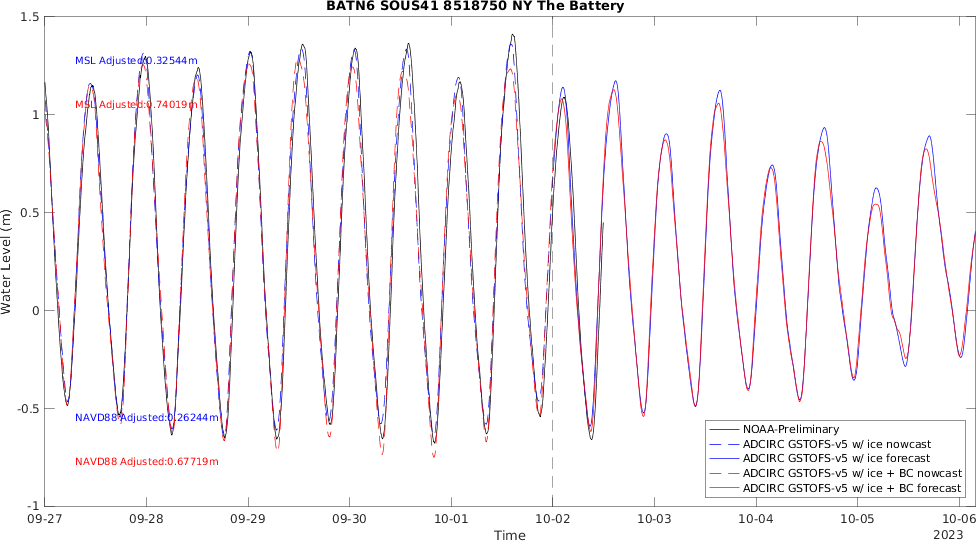 BATN6 SOUS41 8518750 NY The Battery
1.5
1
0.5
0
-0.5
-1
Water Level (m)
MSL Adjusted:0.32544m
MSL Adjusted:0.74019m
NAVD88 Adjusted:0.26244m
NAVD88 Adjusted:0.67719m
NOAA-Preliminary
ADCIRC GSTOFS-v5 w/ ice nowcast
ADCIRC GSTOFS-v5 w/ ice forecast
ADCIRC GSTOFS-v5 w/ ice + BC nowcast
ADCIRC GSTOFS-v5 w/ ice + BC forecast
09-27 09-28 09-29 09-30 10-01 10-02 10-03 10-04 10-05 10-06
Time
2023